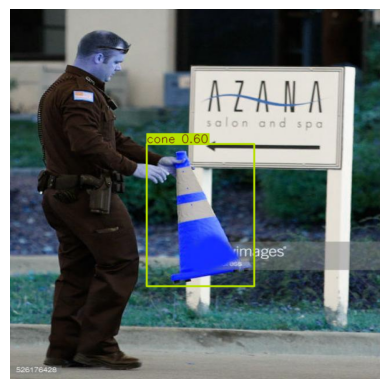 AZANA
salon and spa
cone 0.60
images®
526176428